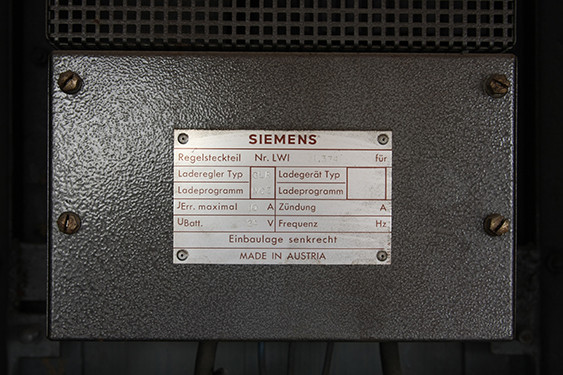 SIEMENS
Regelsteckteil Nr. LWI für
Laderegler Typ Ladegerät Typ
Ladeprogramm Ladeprogramm
JErr. maximal A Zündung A
UBatt. V Frequenz Hz
Einbaulage senkrecht
MADE IN AUSTRIA